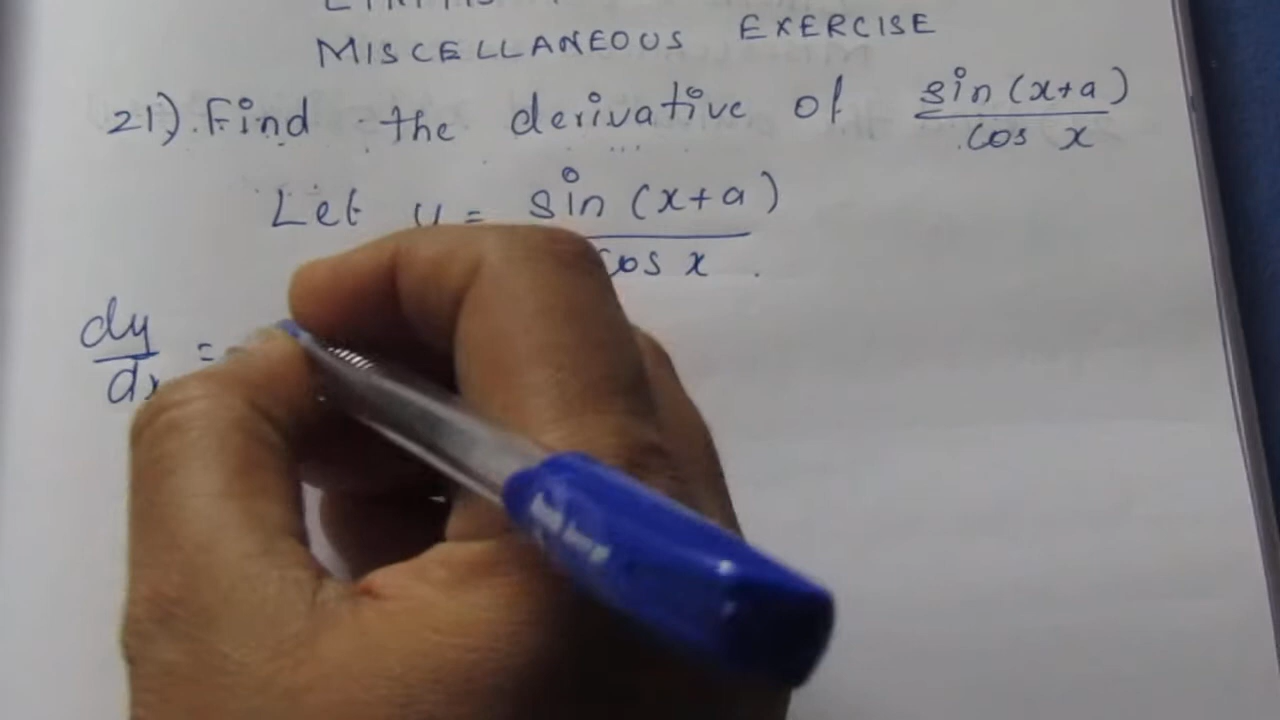 MISCELLANEOUS EXERCISE
21). Find the derivative of sin (x+a) / cos x
Let y = sin (x+a) / cos x .
dy / dx =